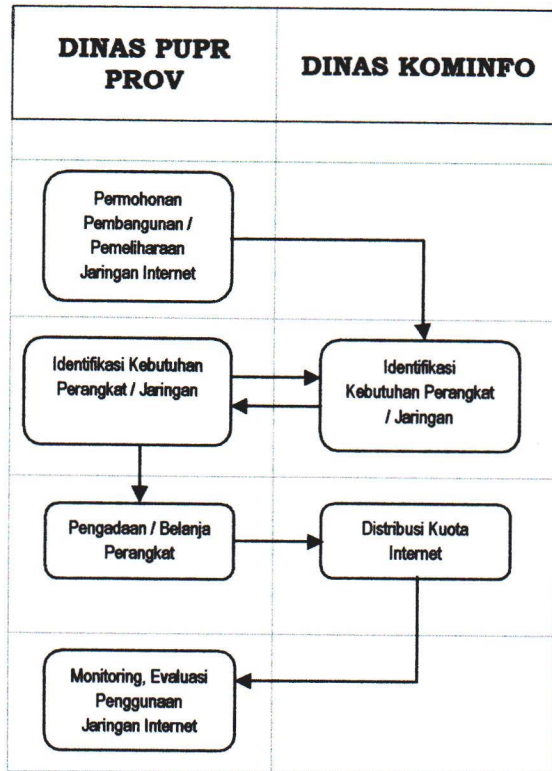 DINAS PUPR
PROV
DINAS KOMINFO
Permohonan
Pembangunan /
Pemeliharaan
Jaringan Internet
Identifikasi Kebutuhan
Perangkat / Jaringan
Identifikasi
Kebutuhan Perangkat
/ Jaringan
Pengadaan / Belanja
Perangkat
Distribusi Kuota
Internet
Monitoring, Evaluasi
Penggunaan
Jaringan Internet